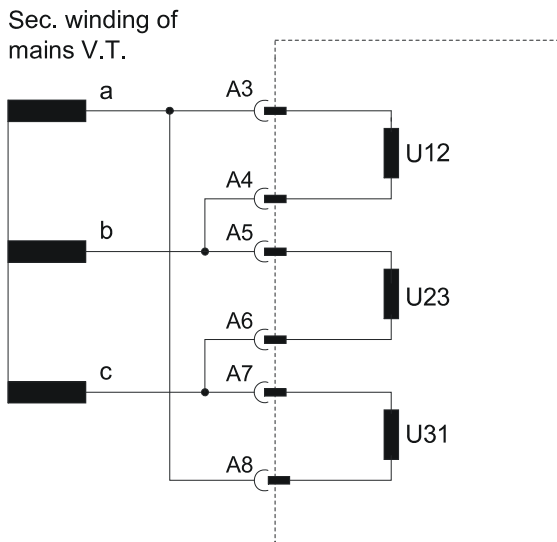 Sec. winding of
mains V.T.
a
A3
U12
A4
b
A5
U23
A6
c
A7
U31
A8